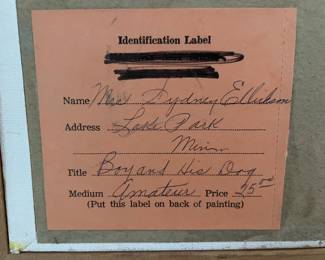 Identification Label
Name Mrs Sydney Ellickson
Address Lake Park
Minn
Title Boy and His Dog
Medium Amateur Price 25.00
(Put this label on back of painting)